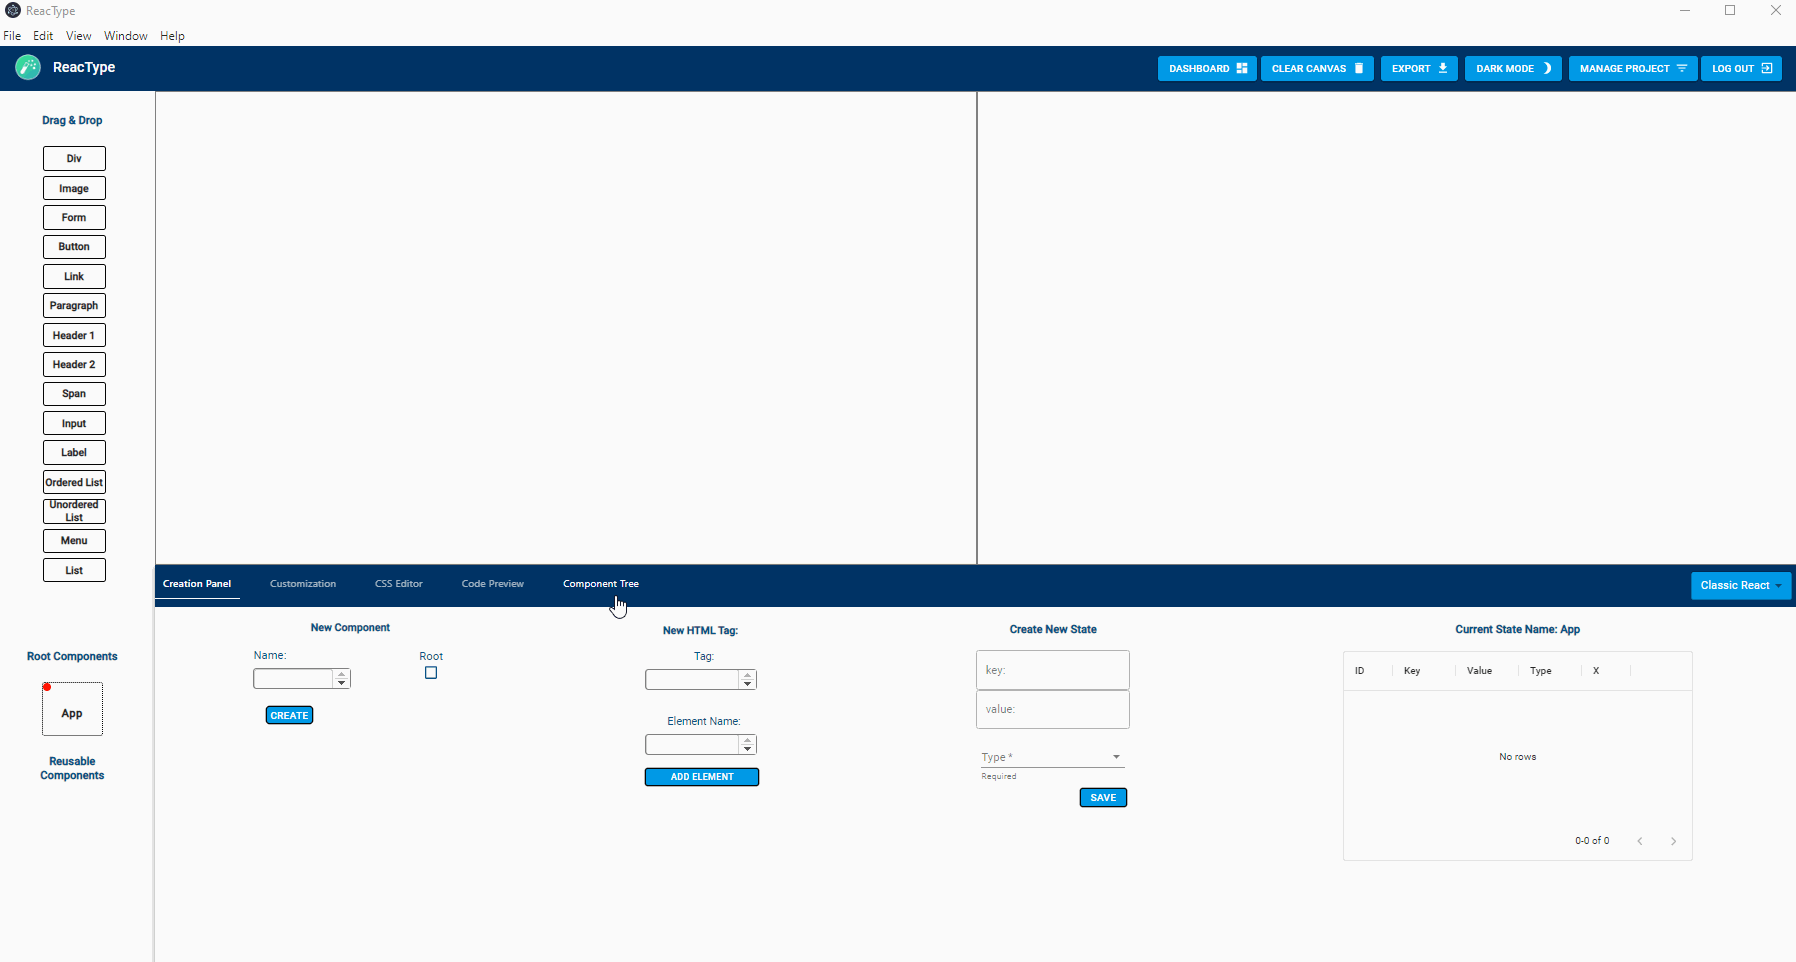 ReacType
File Edit View Window Help
ReacType
DASHBOARD CLEAR CANVAS EXPORT DARK MODE MANAGE PROJECT LOG OUT
Drag & Drop
Div
Image
Form
Button
Link
Paragraph
Header 1
Header 2
Span
Input
Label
Ordered List
Unordered
List
Menu
List
Root Components
App
Reusable
Components
Creation Panel Customization CSS Editor Code Preview Component Tree Classic React
New Component
Name: Root
CREATE
New HTML Tag:
Tag:
Element Name:
ADD ELEMENT
Create New State
key:
value:
Type *
Required
SAVE
Current State Name: App
ID Key Value Type X
No rows
0-0 of 0